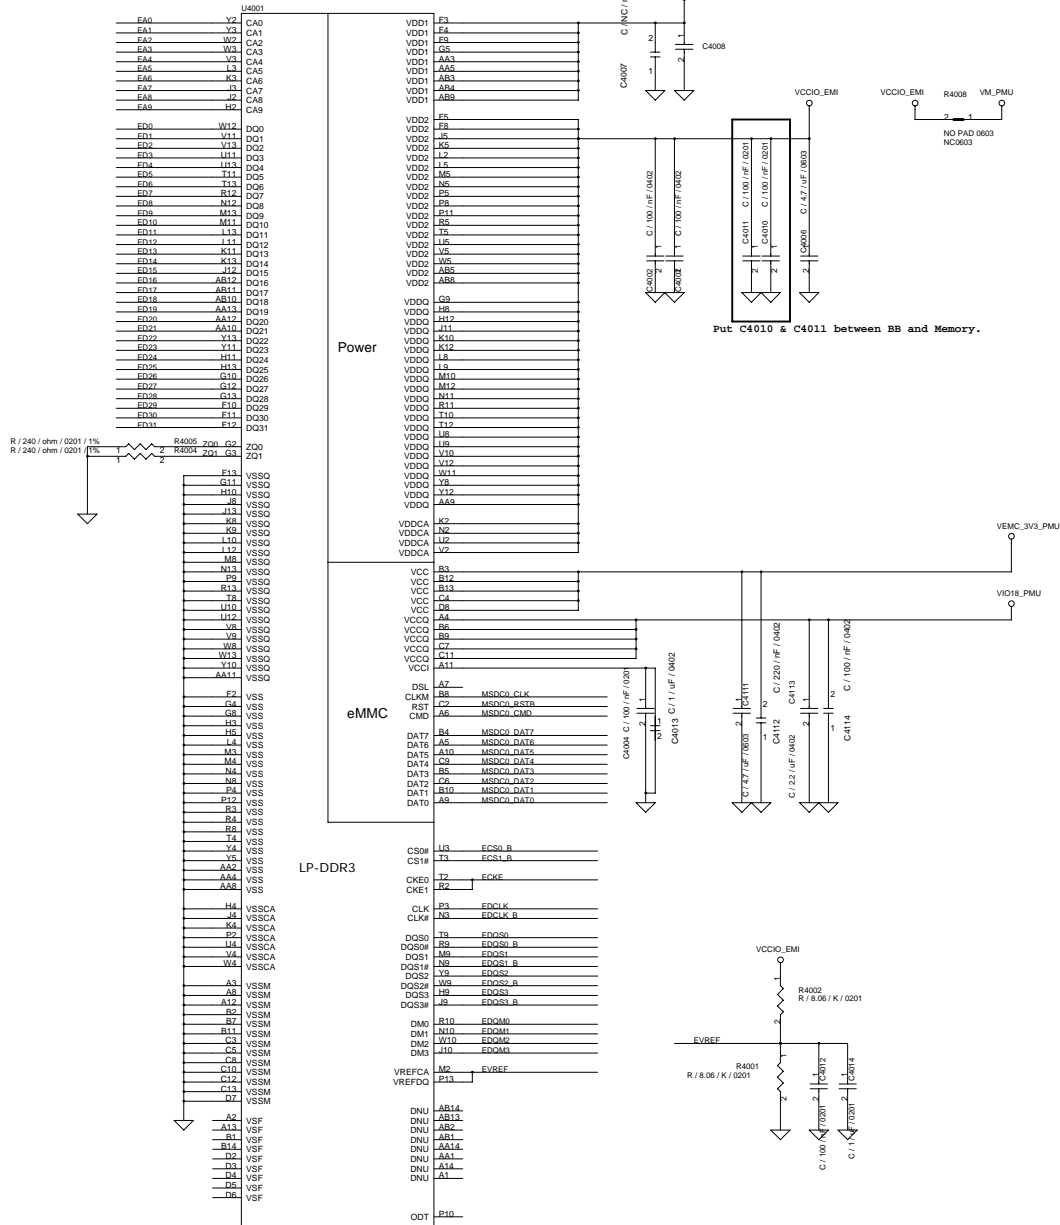 U4001
EA0 Y2 CA0
EA1 Y3 CA1
EA2 W2 CA2
EA3 W3 CA3
EA4 V3 CA4
EA5 L3 CA5
EA6 K3 CA6
EA7 J3 CA7
EA8 J2 CA8
EA9 H2 CA9
ED0 W12 DQ0
ED1 V11 DQ1
ED2 V13 DQ2
ED3 U11 DQ3
ED4 U13 DQ4
ED5 T11 DQ5
ED6 T13 DQ6
ED7 R12 DQ7
ED8 N12 DQ8
ED9 M13 DQ9
ED10 M11 DQ10
ED11 L13 DQ11
ED12 L11 DQ12
ED13 K11 DQ13
ED14 K13 DQ14
ED15 J12 DQ15
ED16 AB12 DQ16
ED17 AB11 DQ17
ED18 AB10 DQ18
ED19 AA13 DQ19
ED20 AA12 DQ20
ED21 AA10 DQ21
ED22 Y13 DQ22
ED23 Y11 DQ23
ED24 H11 DQ24
ED25 H13 DQ25
ED26 G10 DQ26
ED27 G12 DQ27
ED28 G13 DQ28
ED29 F10 DQ29
ED30 F11 DQ30
ED31 F12 DQ31
R / 240 / ohm / 0201 / 1% 1 2 R4005 ZQ0 G2 ZQ0
R / 240 / ohm / 0201 / 1% 1 2 R4004 ZQ1 G3 ZQ1
F13 VSSQ
G11 VSSQ
H10 VSSQ
J8 VSSQ
J13 VSSQ
K8 VSSQ
K9 VSSQ
L10 VSSQ
L12 VSSQ
M8 VSSQ
N13 VSSQ
P9 VSSQ
R13 VSSQ
T8 VSSQ
U10 VSSQ
U12 VSSQ
V8 VSSQ
V9 VSSQ
W8 VSSQ
W13 VSSQ
Y10 VSSQ
AA11 VSSQ
F2 VSS
G4 VSS
G8 VSS
H3 VSS
H5 VSS
L4 VSS
M3 VSS
M4 VSS
N4 VSS
N8 VSS
P4 VSS
P12 VSS
R3 VSS
R4 VSS
R8 VSS
T4 VSS
Y4 VSS
Y5 VSS
AA2 VSS
AA4 VSS
AA8 VSS
H4 VSSCA
J4 VSSCA
K4 VSSCA
P2 VSSCA
U4 VSSCA
V4 VSSCA
W4 VSSCA
A3 VSSM
A8 VSSM
A12 VSSM
B2 VSSM
B7 VSSM
B11 VSSM
C3 VSSM
C5 VSSM
C8 VSSM
C10 VSSM
C12 VSSM
C13 VSSM
D7 VSSM
A2 VSF
A13 VSF
B1 VSF
B14 VSF
D2 VSF
D3 VSF
D4 VSF
D5 VSF
D6 VSF
Power
eMMC
LP-DDR3
VDD1 F3
VDD1 F4
VDD1 F9
VDD1 G5
VDD1 AA3
VDD1 AA5
VDD1 AB3
VDD1 AB4
VDD1 AB9
VDD2 F5
VDD2 F8
VDD2 J5
VDD2 K5
VDD2 L2
VDD2 L5
VDD2 M5
VDD2 N5
VDD2 P5
VDD2 P8
VDD2 P11
VDD2 R5
VDD2 T5
VDD2 U5
VDD2 V5
VDD2 W5
VDD2 AB5
VDD2 AB8
VDDQ G9
VDDQ H8
VDDQ H12
VDDQ J11
VDDQ K10
VDDQ K12
VDDQ L8
VDDQ L9
VDDQ M10
VDDQ M12
VDDQ N11
VDDQ R11
VDDQ T10
VDDQ T12
VDDQ U8
VDDQ U9
VDDQ V10
VDDQ V12
VDDQ W11
VDDQ Y8
VDDQ Y12
VDDQ AA9
VDDCA K2
VDDCA N2
VDDCA U2
VDDCA V2
VCC B3
VCC B12
VCC B13
VCC C4
VCC D8
VCCQ A4
VCCQ B6
VCCQ B9
VCCQ C7
VCCQ C11
VCCI A11
DSL A7
CLKM B8 MSDC0_CLK
RST C2 MSDC0_RSTB
CMD A6 MSDC0_CMD
DAT7 B4 MSDC0_DAT7
DAT6 A5 MSDC0_DAT6
DAT5 A10 MSDC0_DAT5
DAT4 C9 MSDC0_DAT4
DAT3 B5 MSDC0_DAT3
DAT2 C6 MSDC0_DAT2
DAT1 B10 MSDC0_DAT1
DAT0 A9 MSDC0_DAT0
CS0# U3 ECS0_B
CS1# T3 ECS1_B
CKE0 T2 ECKE
CKE1 R2
CLK P3 EDCLK
CLK# N3 EDCLK_B
DQS0 T9 EDQS0
DQS0# R9 EDQS0_B
DQS1 M9 EDQS1
DQS1# N9 EDQS1_B
DQS2 Y9 EDQS2
DQS2# W9 EDQS2_B
DQS3 H9 EDQS3
DQS3# J9 EDQS3_B
DM0 R10 EDQM0
DM1 N10 EDQM1
DM2 W10 EDQM2
DM3 J10 EDQM3
VREFCA M2 EVREF
VREFDQ P13
DNU AB14
DNU AB13
DNU AB2
DNU AB1
DNU AA14
DNU AA1
DNU A14
DNU A1
ODT P10
C / NC /
2 1 C4007
1 2 C4008
VCCIO_EMI
VCCIO_EMI R4008 VM_PMU
2 1
NO PAD 0603
NC0603
C / 100 / nF / 0402
C / 100 / nF / 0402
C / 100 / nF / 0201
C / 100 / nF / 0201
C / 4.7 / uF / 0603
C4002
C4011
C4010
C4006
Put C4010 & C4011 between BB and Memory.
VEMC_3V3_PMU
VIO18_PMU
C4004 C / 100 / nF / 0201
C4013 C / 1 / uF / 0402
C4111
C / 4.7 / uF / 0603
C / 220 / nF / 0402
C4112
C4113
C / 2.2 / uF / 0402
C / 100 / nF / 0402
C4114
VCCIO_EMI
1
R4002
R / 8.06 / K / 0201
2
EVREF
R4001
R / 8.06 / K / 0201
1
2
C4012
C / 100 / nF / 0201
C4014